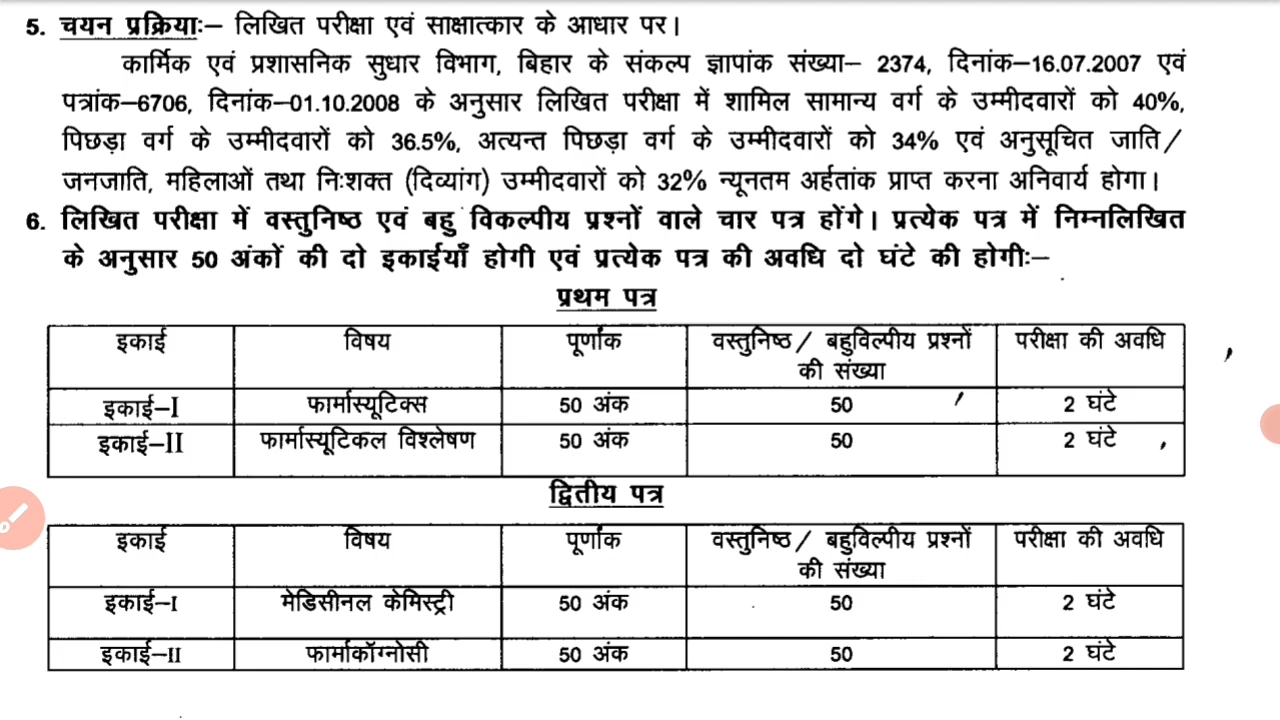 5. चयन प्रक्रियाः– लिखित परीक्षा एवं साक्षात्कार के आधार पर।
कार्मिक एवं प्रशासनिक सुधार विभाग, बिहार के संकल्प ज्ञापांक संख्या– 2374, दिनांक–16.07.2007 एवं
पत्रांक–6706, दिनांक–01.10.2008 के अनुसार लिखित परीक्षा में शामिल सामान्य वर्ग के उम्मीदवारों को 40%,
पिछड़ा वर्ग के उम्मीदवारों को 36.5%, अत्यन्त पिछड़ा वर्ग के उम्मीदवारों को 34% एवं अनुसूचित जाति/
जनजाति, महिलाओं तथा निःशक्त (दिव्यांग) उम्मीदवारों को 32% न्यूनतम अर्हतांक प्राप्त करना अनिवार्य होगा।
6. लिखित परीक्षा में वस्तुनिष्ठ एवं बहु विकल्पीय प्रश्नों वाले चार पत्र होंगे। प्रत्येक पत्र में निम्नलिखित
के अनुसार 50 अंकों की दो इकाईयाँ होगी एवं प्रत्येक पत्र की अवधि दो घंटे की होगीः–
प्रथम पत्र
इकाई विषय पूर्णांक वस्तुनिष्ठ/ बहुविल्पीय प्रश्नों परीक्षा की अवधि
की संख्या
इकाई–I फार्मास्यूटिक्स 50 अंक 50 2 घंटे
इकाई–II फार्मास्यूटिकल विश्लेषण 50 अंक 50 2 घंटे
द्वितीय पत्र
इकाई विषय पूर्णांक वस्तुनिष्ठ/ बहुविल्पीय प्रश्नों परीक्षा की अवधि
की संख्या
इकाई–I मेडिसीनल केमिस्ट्री 50 अंक 50 2 घंटे
इकाई–II फार्माकॉग्नोसी 50 अंक 50 2 घंटे